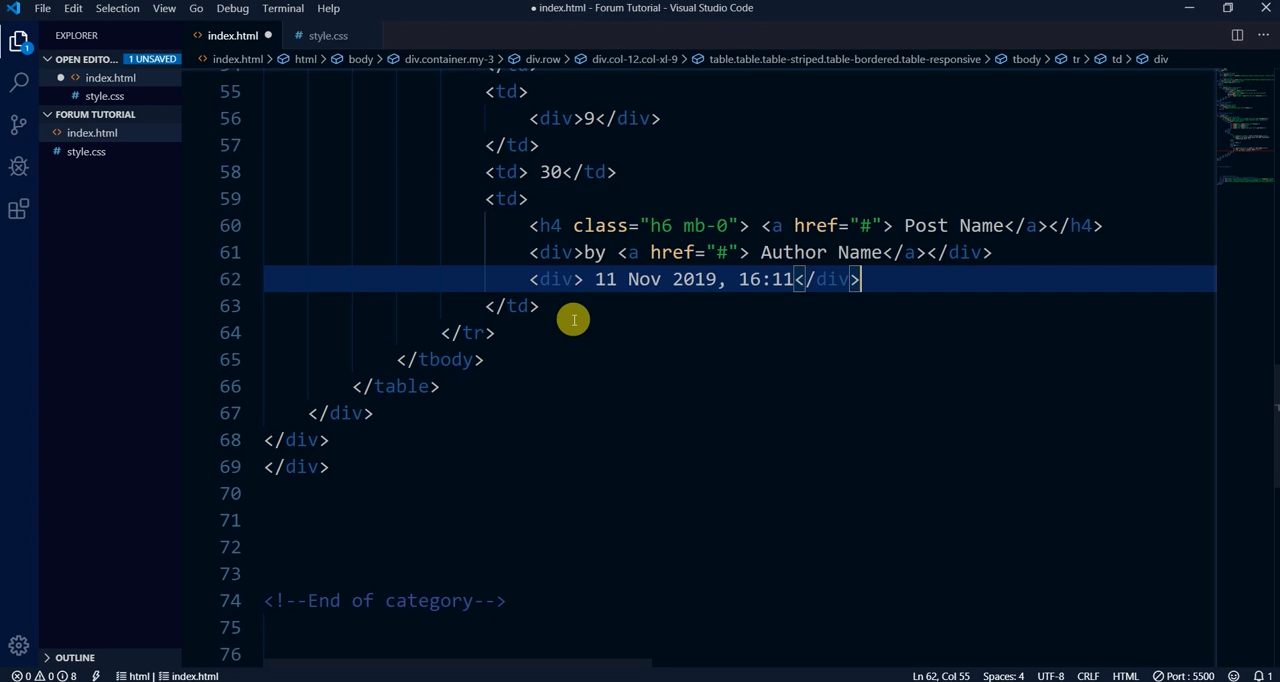 File Edit Selection View Go Debug Terminal Help
● index.html - Forum Tutorial - Visual Studio Code
EXPLORER
OPEN EDITO... 1 UNSAVED
● <> index.html
# style.css
FORUM TUTORIAL
<> index.html
# style.css
OUTLINE
1
<> index.html ●
# style.css
<> index.html > html > body > div.container.my-3 > div.row > div.col-12.col-xl-9 > table.table.table-striped.table-bordered.table-responsive > tbody > tr > td > div
55 <td>
56 <div>9</div>
57 </td>
58 <td> 30</td>
59 <td>
60 <h4 class="h6 mb-0"> <a href="#"> Post Name</a></h4>
61 <div>by <a href="#"> Author Name</a></div>
62 <div> 11 Nov 2019, 16:11</div>
63 </td>
64 </tr>
65 </tbody>
66 </table>
67 </div>
68 </div>
69 </div>
70
71
72
73
74 <!--End of category-->
75
76
0 0 8 html | index.html
Ln 62, Col 55 Spaces: 4 UTF-8 CRLF HTML Port : 5500 1